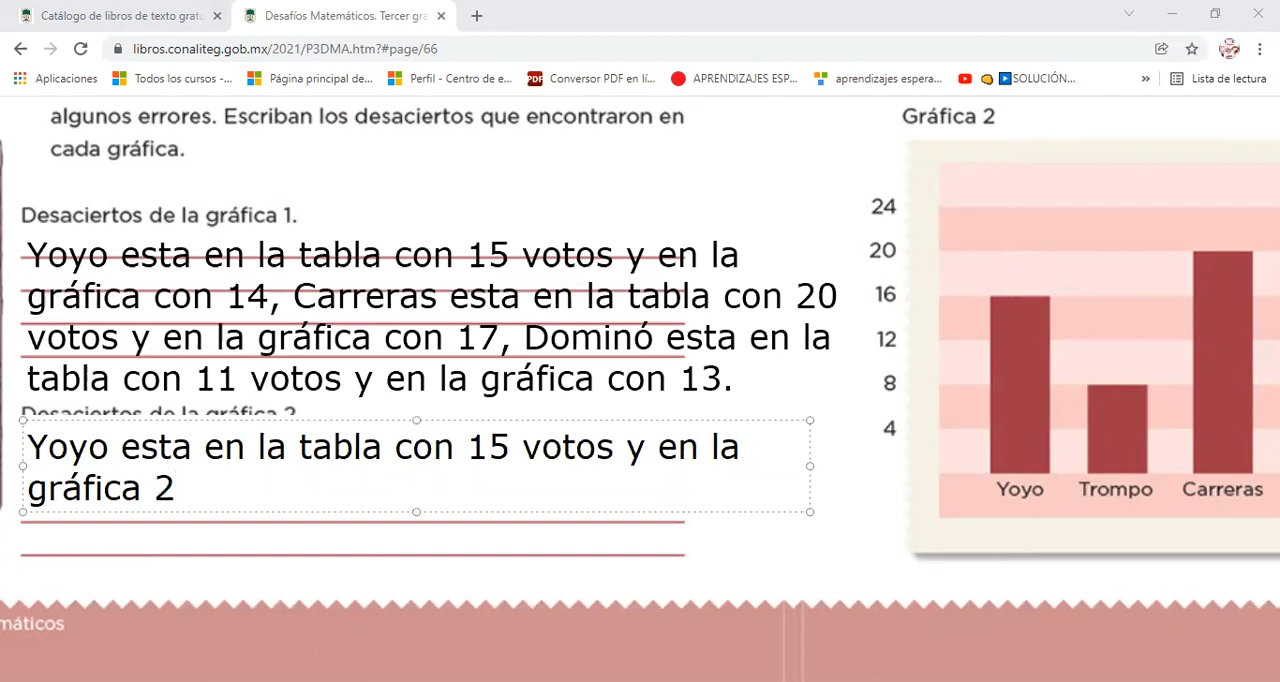 Catálogo de libros de texto gratu
Desafíos Matemáticos. Tercer gra
libros.conaliteg.gob.mx/2021/P3DMA.htm?#page/66
Aplicaciones
Todos los cursos -...
Página principal de...
Perfil - Centro de e...
PDF
Conversor PDF en lí...
APRENDIZAJES ESP...
aprendizajes espera...
SOLUCIÓN...
»
Lista de lectura
algunos errores. Escriban los desaciertos que encontraron en
cada gráfica.
Desaciertos de la gráfica 1.
Yoyo esta en la tabla con 15 votos y en la
gráfica con 14, Carreras esta en la tabla con 20
votos y en la gráfica con 17, Dominó esta en la
tabla con 11 votos y en la gráfica con 13.
Desaciertos de la gráfica 2
Yoyo esta en la tabla con 15 votos y en la
gráfica 2
Gráfica 2
24
20
16
12
8
4
Yoyo Trompo Carreras
máticos